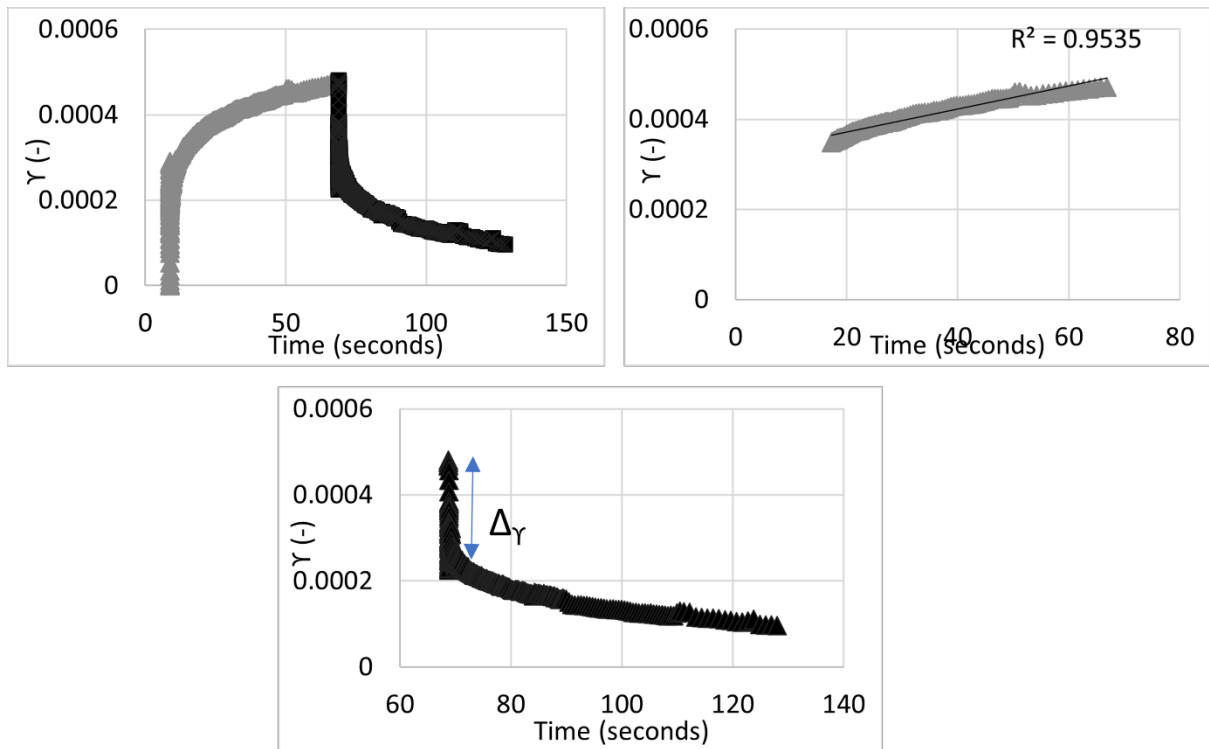 0.0006
0.0004
0.0002
0
ϒ (-)
0 50 100 150
Time (seconds)
R² = 0.9535
0.0006
0.0004
0.0002
0
ϒ (-)
0 20 40 60 80
Time (seconds)
0.0006
0.0004
0.0002
0
ϒ (-)
Δϒ
60 80 100 120 140
Time (seconds)